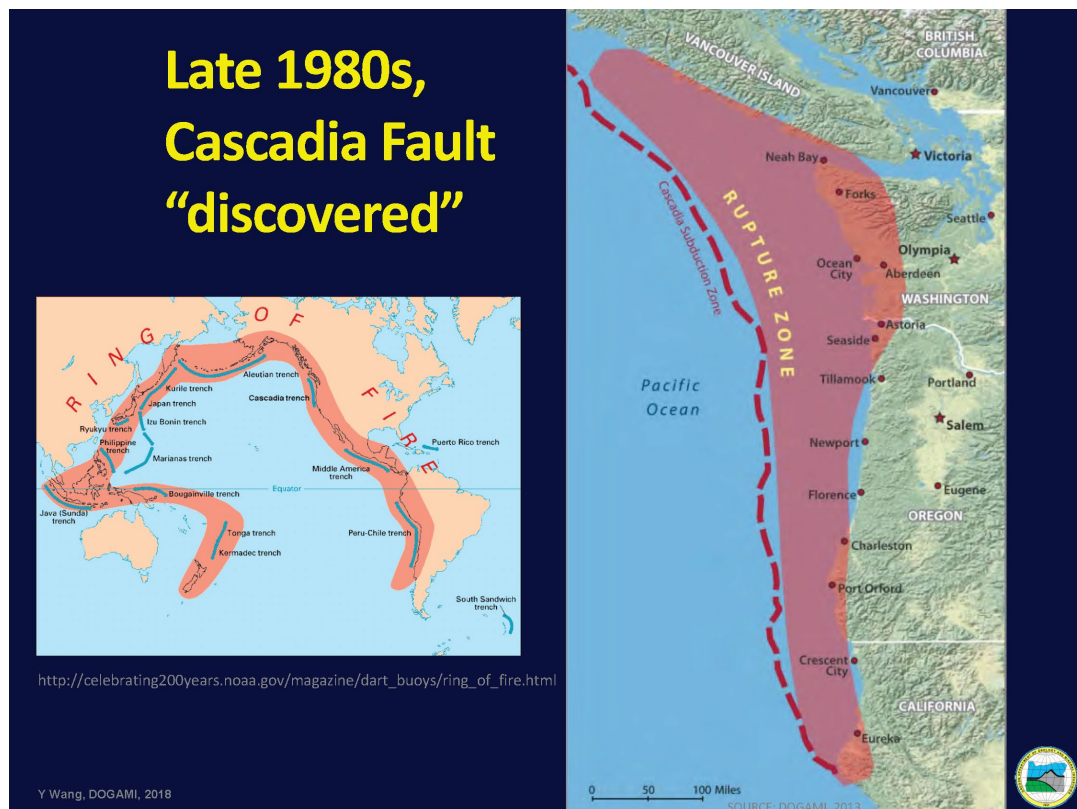 Late 1980s,
Cascadia Fault
“discovered”
RING OF FIRE
Aleutian trench
Kurile trench
Cascadia trench
Japan trench
Izu Bonin trench
Ryukyu trench
Philippine
trench
Marianas trench
Puerto Rico trench
Middle America
trench
Equator
Bougainville trench
Java (Sunda)
trench
Tonga trench
Peru-Chile trench
Kermadec trench
South Sandwich
trench
http://celebrating200years.noaa.gov/magazine/dart_buoys/ring_of_fire.html
Y Wang, DOGAMI, 2018
BRITISH
COLUMBIA
VANCOUVER ISLAND
Vancouver
Neah Bay
Victoria
Cascadia Subduction Zone
RUPTURE ZONE
Forks
Seattle
Olympia
Ocean
City
Aberdeen
WASHINGTON
Astoria
Seaside
Tillamook
Portland
Pacific
Ocean
Salem
Newport
Florence
Eugene
OREGON
Charleston
Port Orford
Crescent
City
CALIFORNIA
Eureka
0 50 100 Miles
SOURCE: DOGAMI, 2013